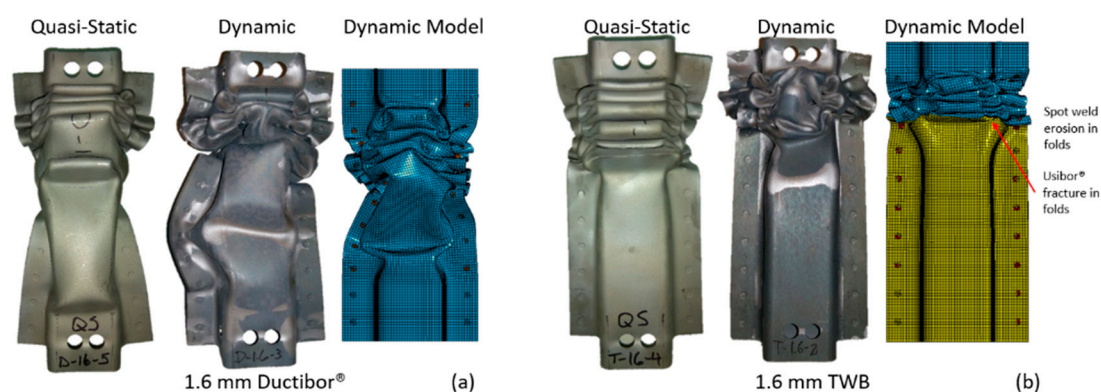 Quasi-Static
Dynamic
Dynamic Model
Quasi-Static
Dynamic
Dynamic Model
Spot weld
erosion in
folds
Usibor®
fracture in
folds
QS
D-16-5
D-16-3
QS
T-16-4
T-16-2
1.6 mm Ductibor®
(a)
1.6 mm TWB
(b)